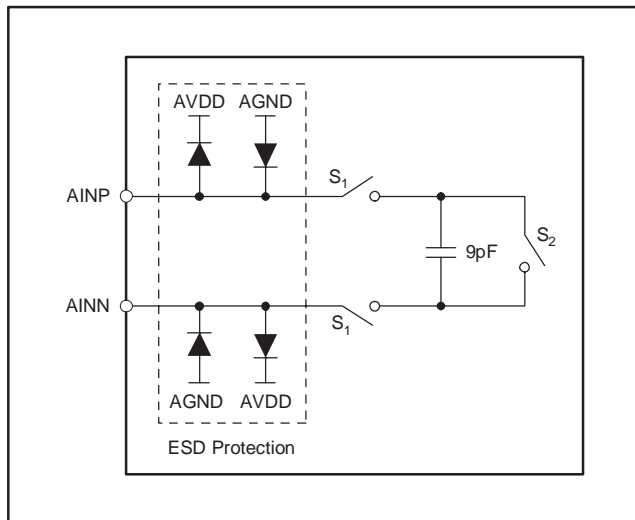 AVDD AGND
AINP
S1
S2
9pF
AINN
S1
AGND AVDD
ESD Protection